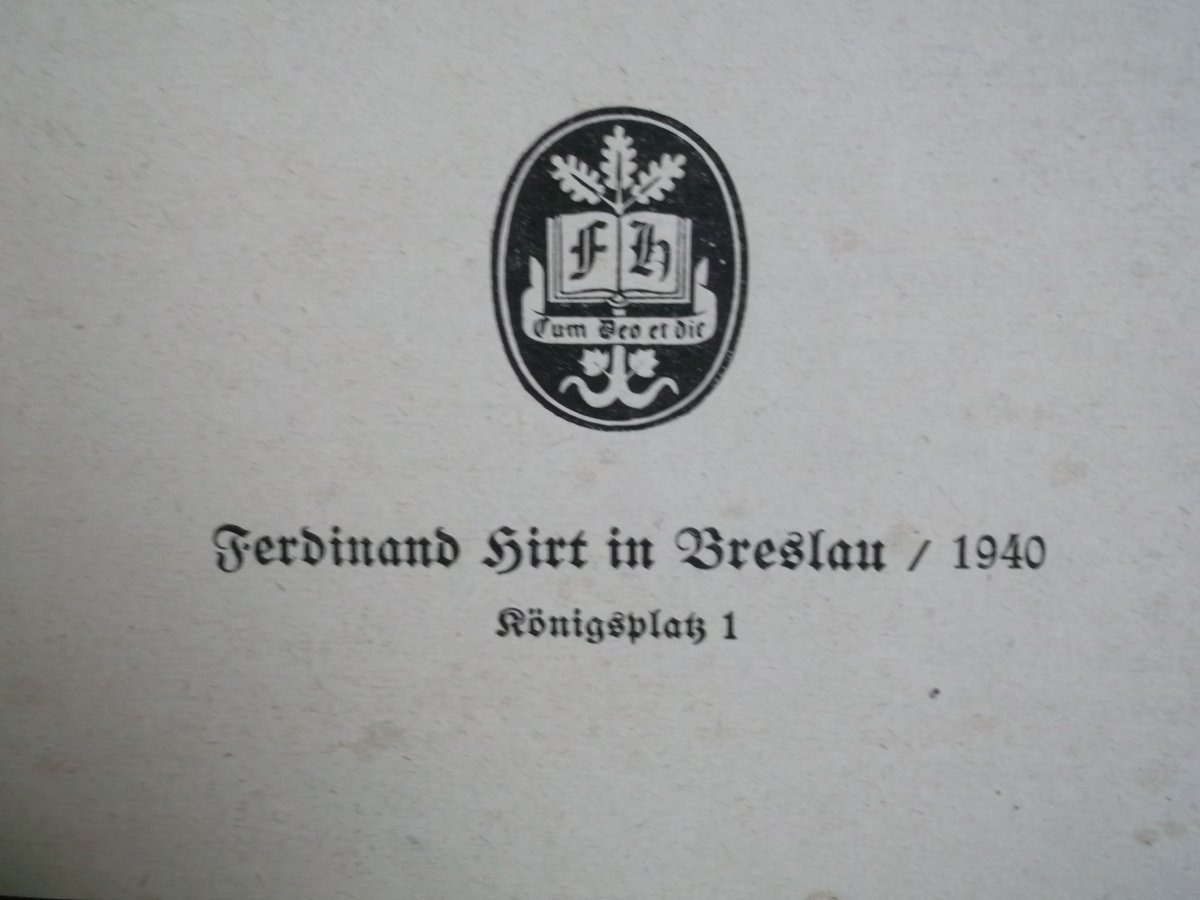 F H
Cum Deo et die
Ferdinand Hirt in Breslau / 1940
Königsplatz 1